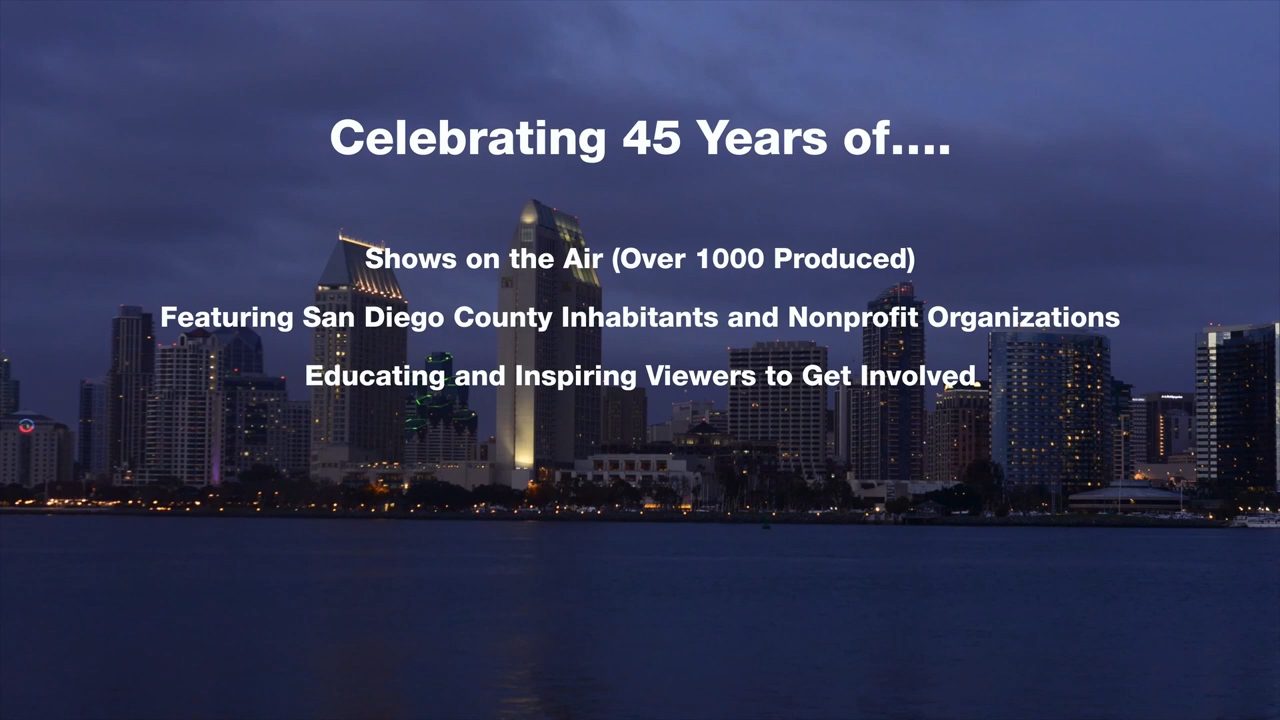 Celebrating 45 Years of....
Shows on the Air (Over 1000 Produced)
Featuring San Diego County Inhabitants and Nonprofit Organizations
Educating and Inspiring Viewers to Get Involved